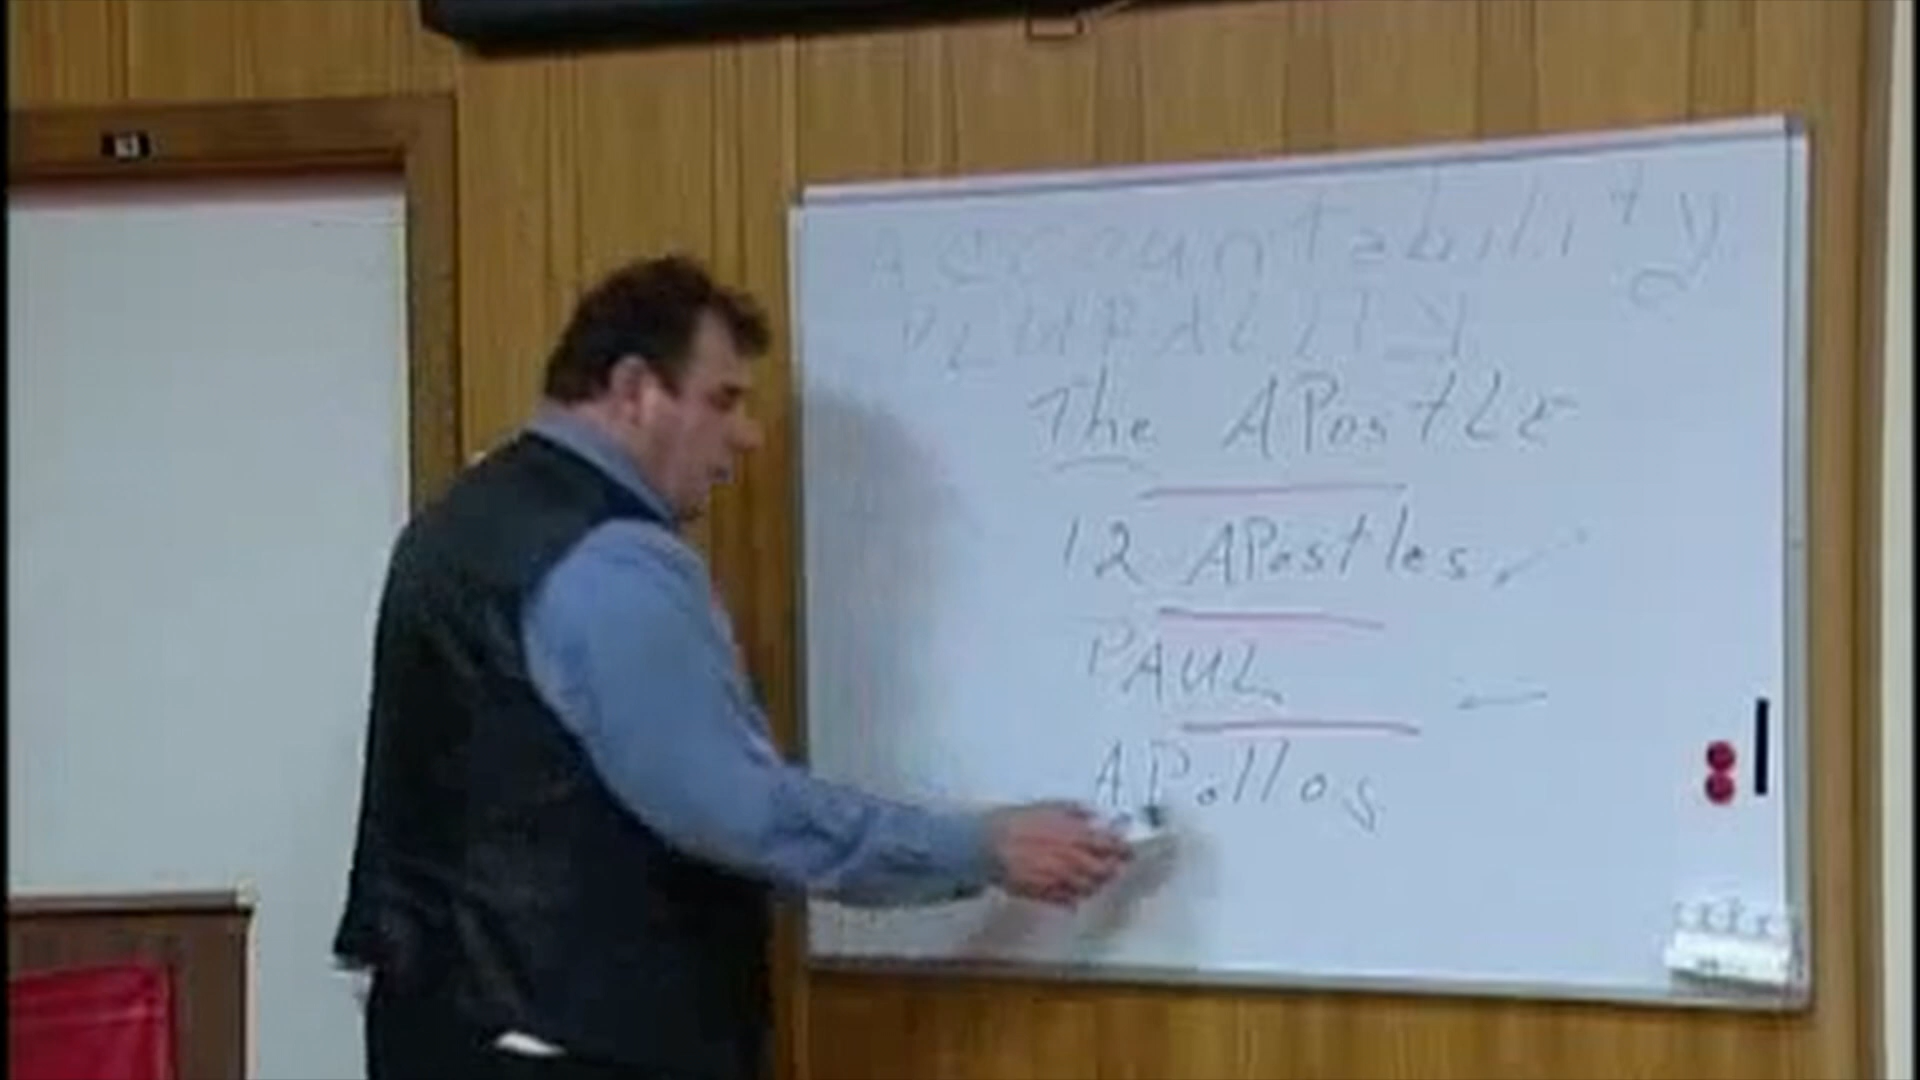 Accountability
The APostLe
12 APostles
PAUL
APollos